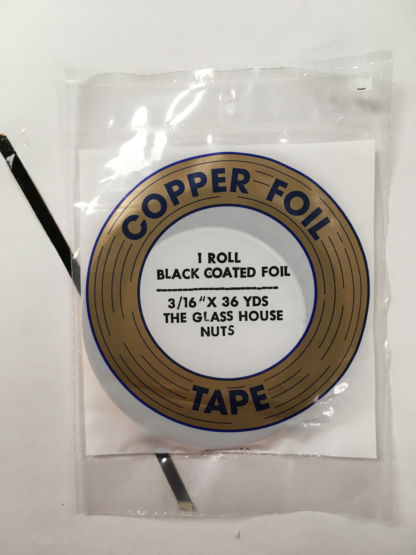 COPPER FOIL
1 ROLL
BLACK COATED FOIL
3/16" X 36 YDS
THE GLASS HOUSE
NUTS
TAPE